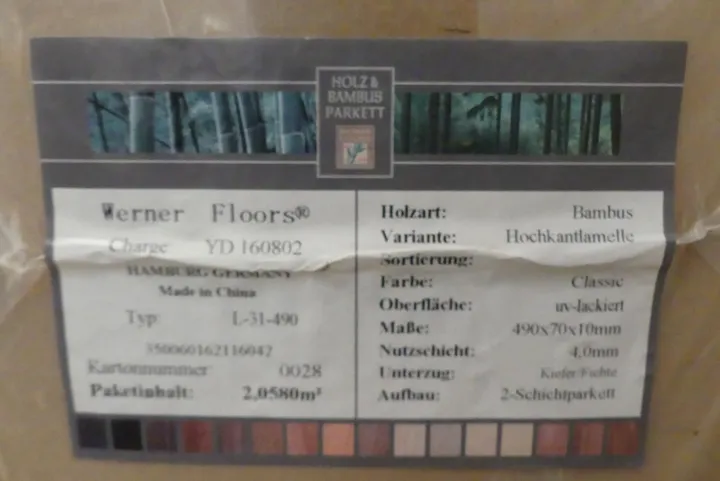 HOLZ &
BAMBUS
PARKETT
Werner Floors®
Charge: YD 160802
HAMBURG GERMANY
Made in China
Typ: L-31-490
350060162116042
Kartonnummer: 0028
Paketinhalt: 2,0580m²
Holzart: Bambus
Variante: Hochkantlamelle
Sortierung:
Farbe: Classic
Oberfläche: uv-lackiert
Maße: 490x70x10mm
Nutzschicht: 4,0mm
Unterzug: Kiefer/Fichte
Aufbau: 2-Schichtparkett